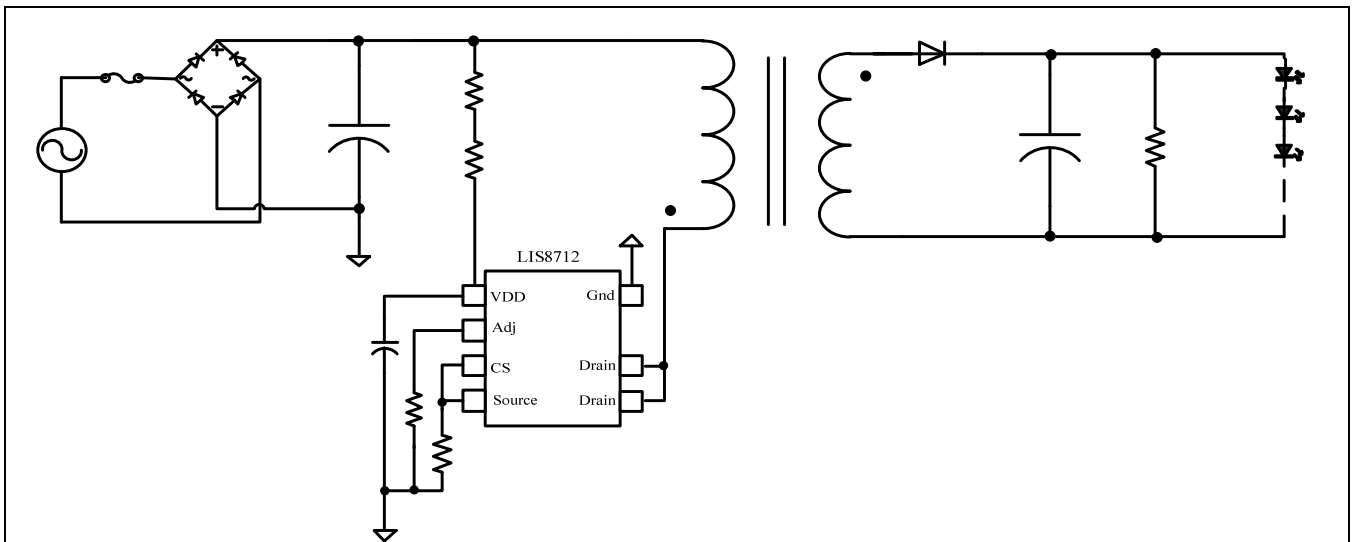 LIS8712
VDD
Gnd
Adj
CS
Drain
Source
Drain